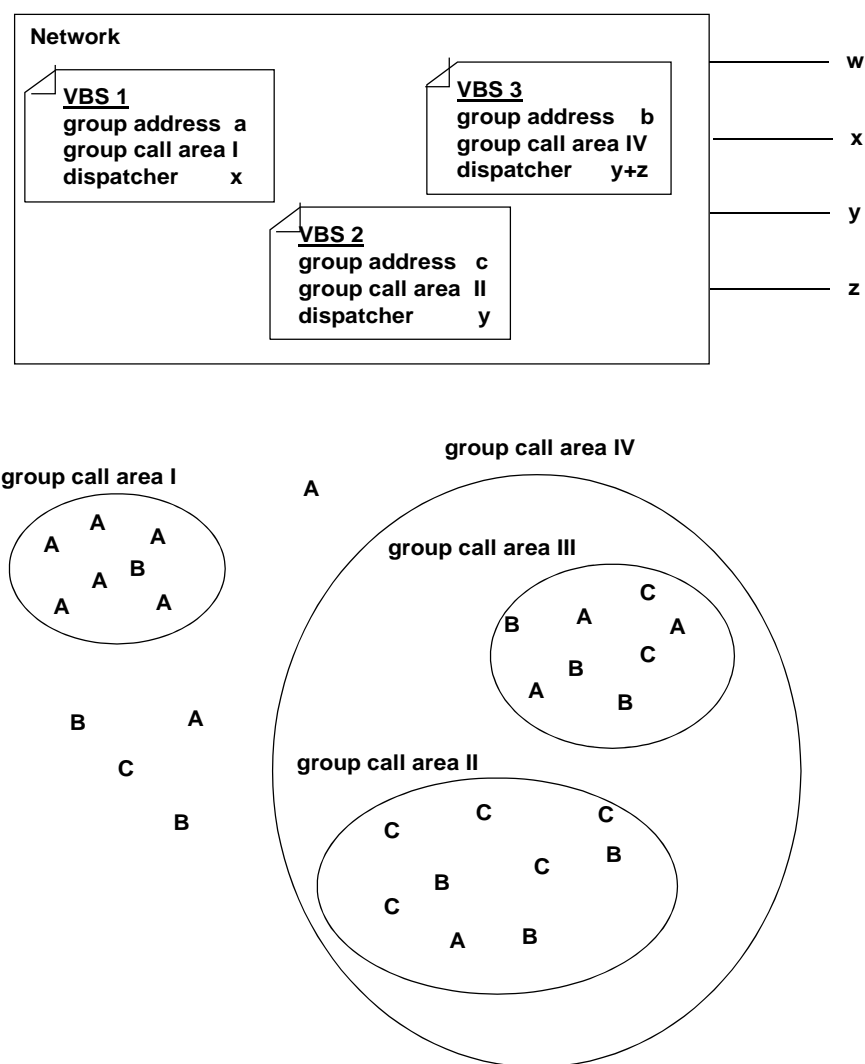 Network
VBS 1
group address a
group call area I
dispatcher x
VBS 3
group address b
group call area IV
dispatcher y+z
VBS 2
group address c
group call area II
dispatcher y
w
x
y
z
group call area IV
group call area I
A
A
A
A
A
B
A
A
group call area III
C
B
A
A
C
B
A
B
B
A
C
B
group call area II
C
C
C
B
C
B
C
A
B